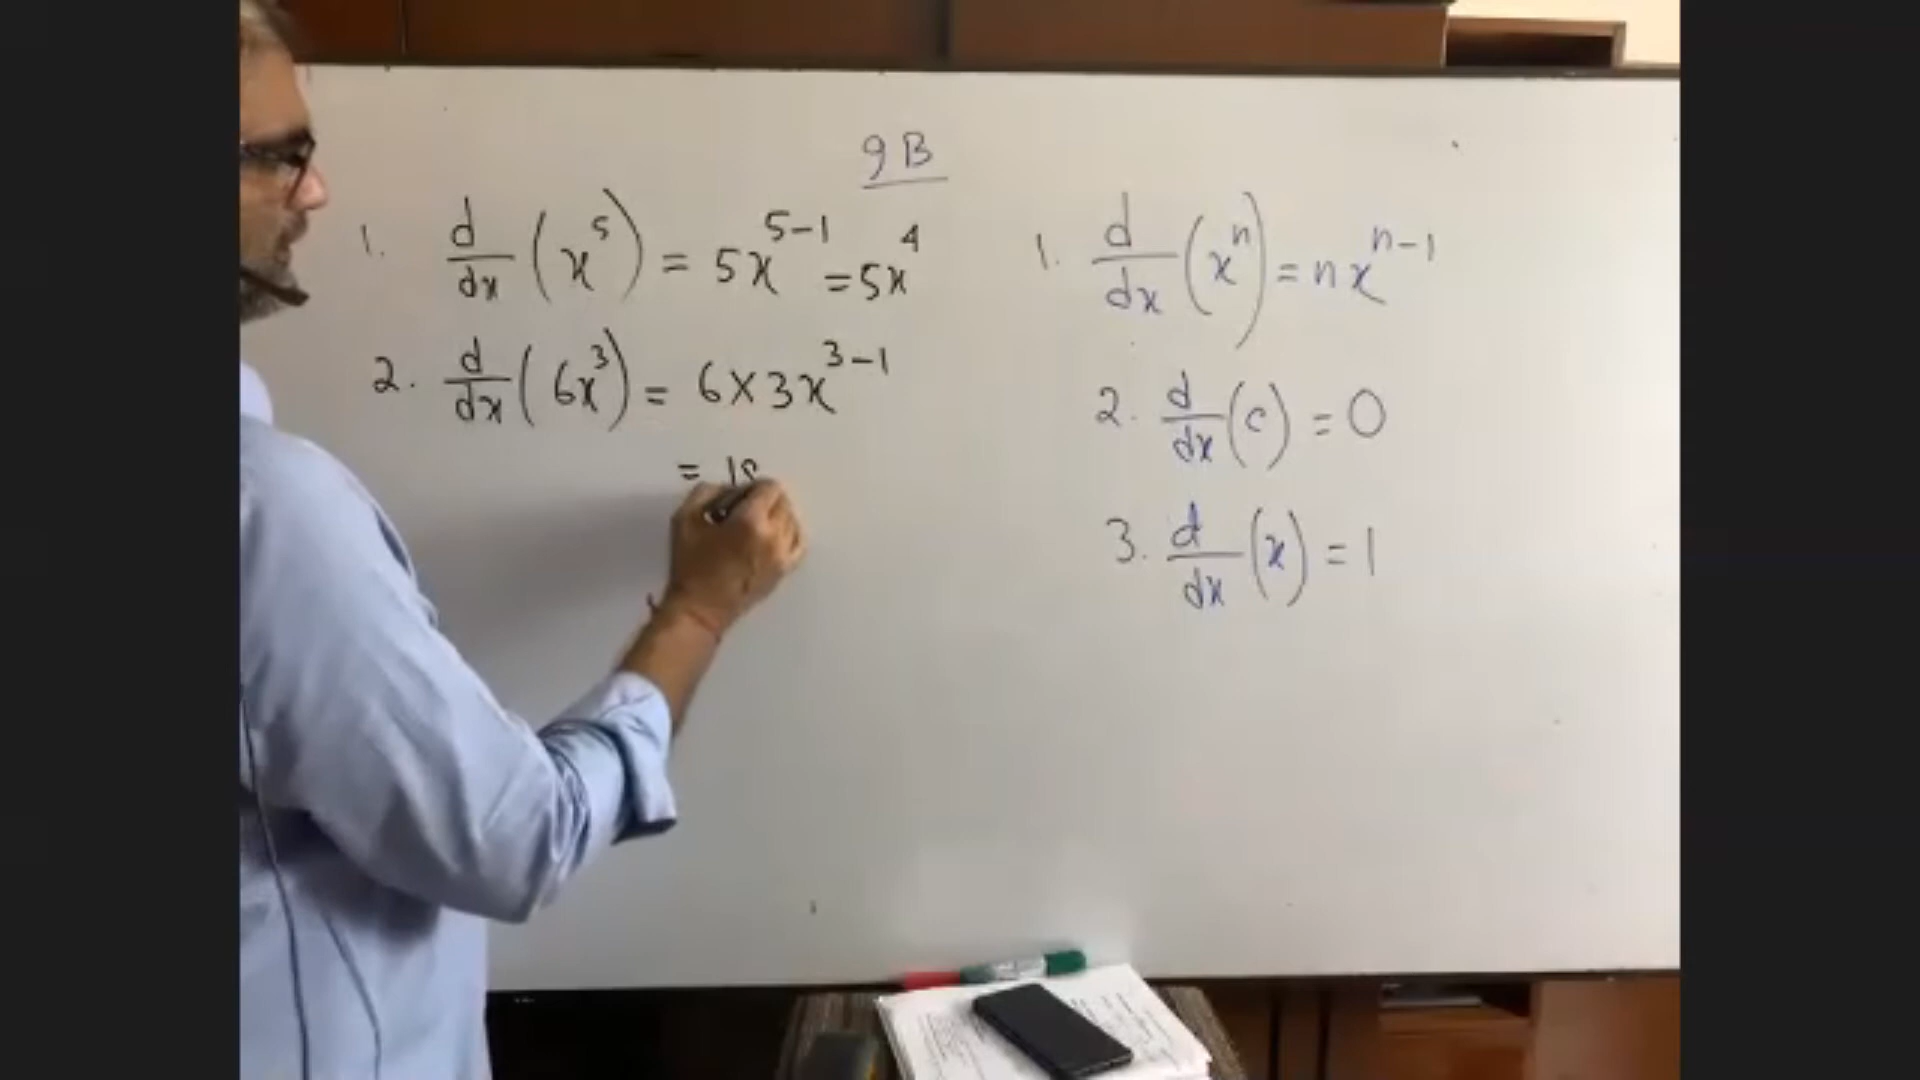 9B
1. d/dx (x^5) = 5x^(5-1) = 5x^4
2. d/dx (6x^3) = 6×3x^(3-1)
= 18
1. d/dx (x^n) = nx^(n-1)
2. d/dx (c) = 0
3. d/dx (x) = 1